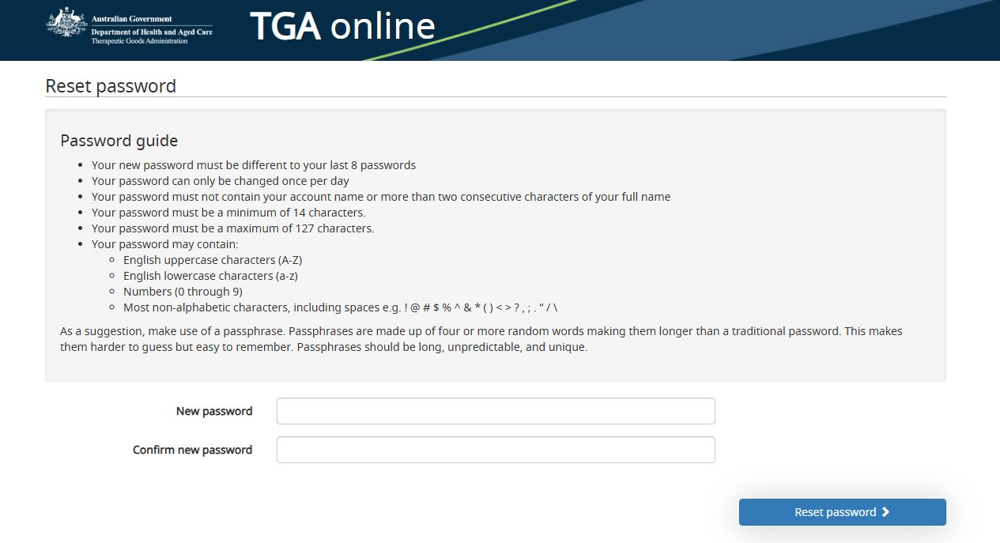 Australian Government
Department of Health and Aged Care
Therapeutic Goods Administration
TGA online
Reset password
Password guide
Your new password must be different to your last 8 passwords
Your password can only be changed once per day
Your password must not contain your account name or more than two consecutive characters of your full name
Your password must be a minimum of 14 characters.
Your password must be a maximum of 127 characters.
Your password may contain:
English uppercase characters (A-Z)
English lowercase characters (a-z)
Numbers (0 through 9)
Most non-alphabetic characters, including spaces e.g. ! @ # $ % ^ & * ( ) < > ? , ; . “ / \
As a suggestion, make use of a passphrase. Passphrases are made up of four or more random words making them longer than a traditional password. This makes
them harder to guess but easy to remember. Passphrases should be long, unpredictable, and unique.
New password
Confirm new password
Reset password